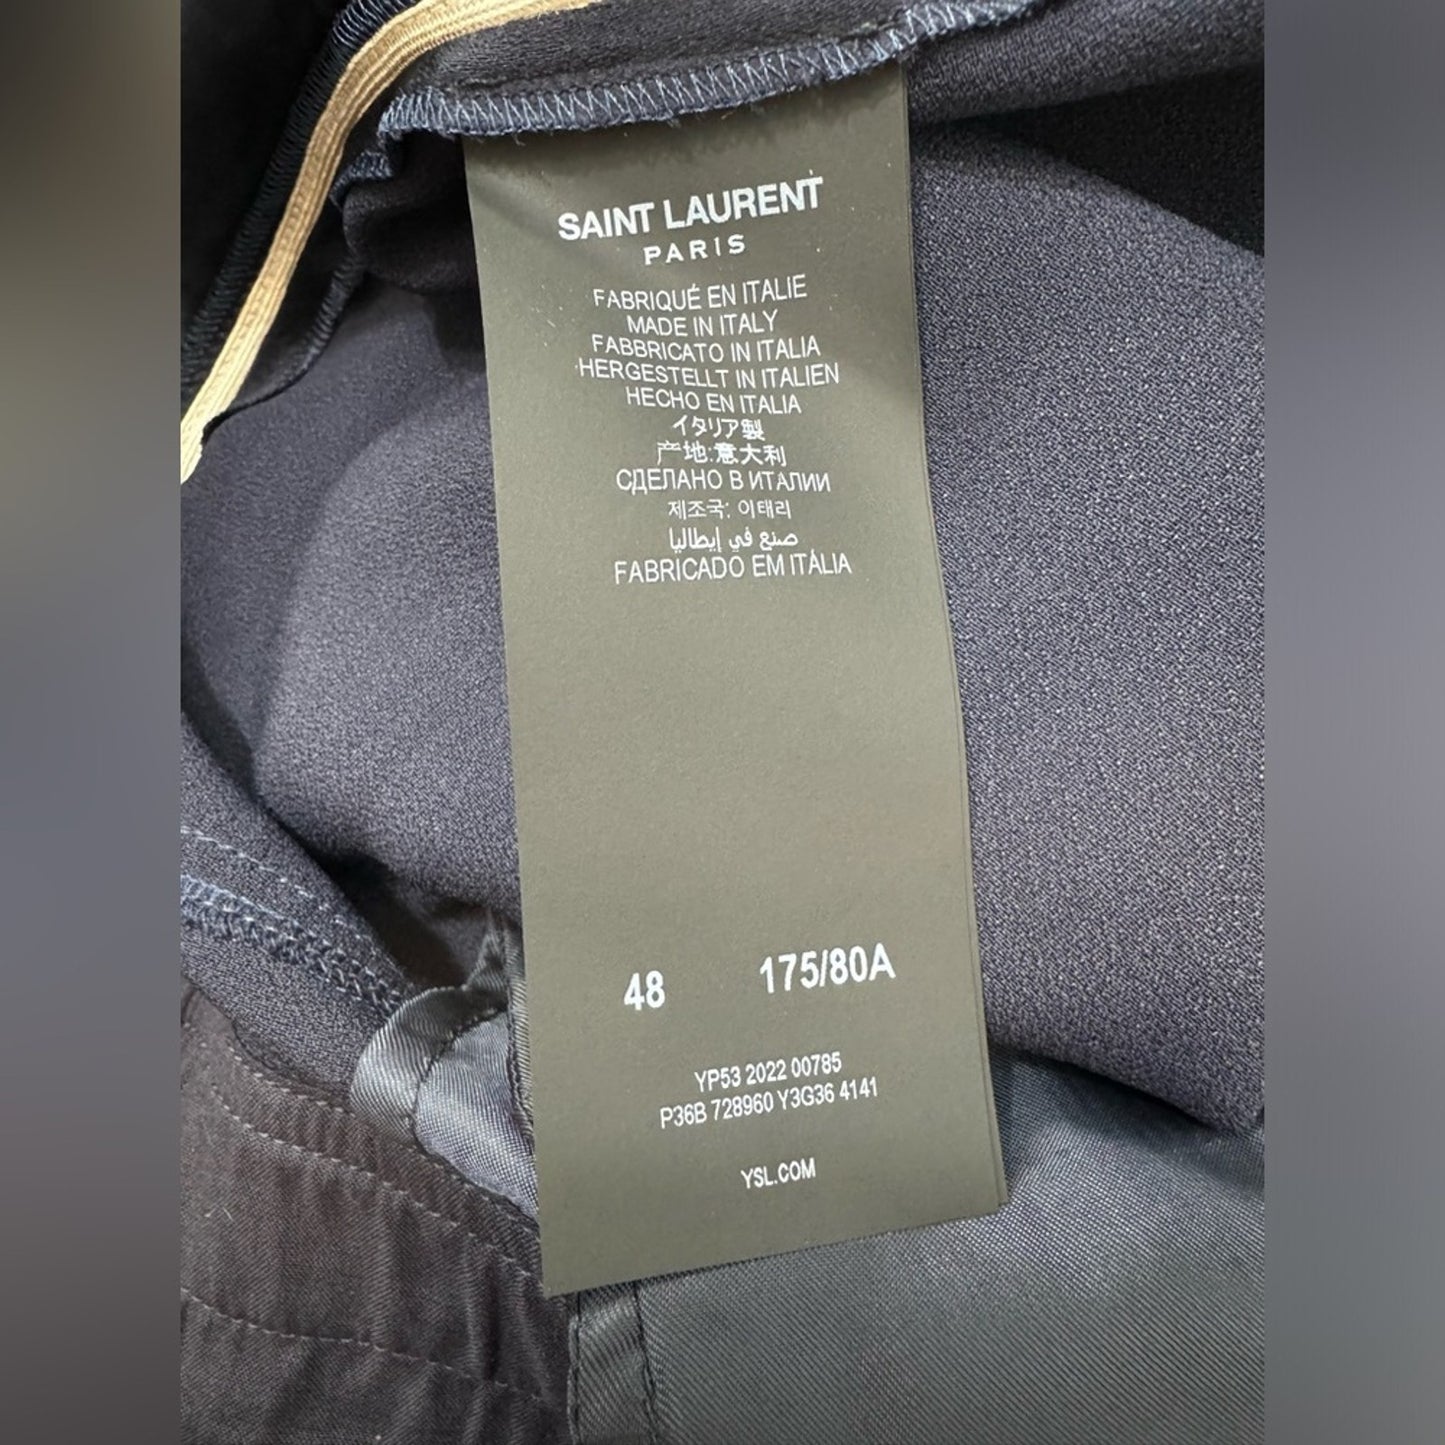 SAINT LAURENT
PARIS
FABRIQUÉ EN ITALIE
MADE IN ITALY
FABBRICATO IN ITALIA
HERGESTELLT IN ITALIEN
HECHO EN ITALIA
イタリア製
产地:意大利
СДЕЛАНО В ИТАЛИИ
제조국: 이태리
صنع في إيطاليا
FABRICADO EM ITÁLIA
48 175/80A
YP53 2022 00785
P36B 728960 Y3G36 4141
YSL.COM